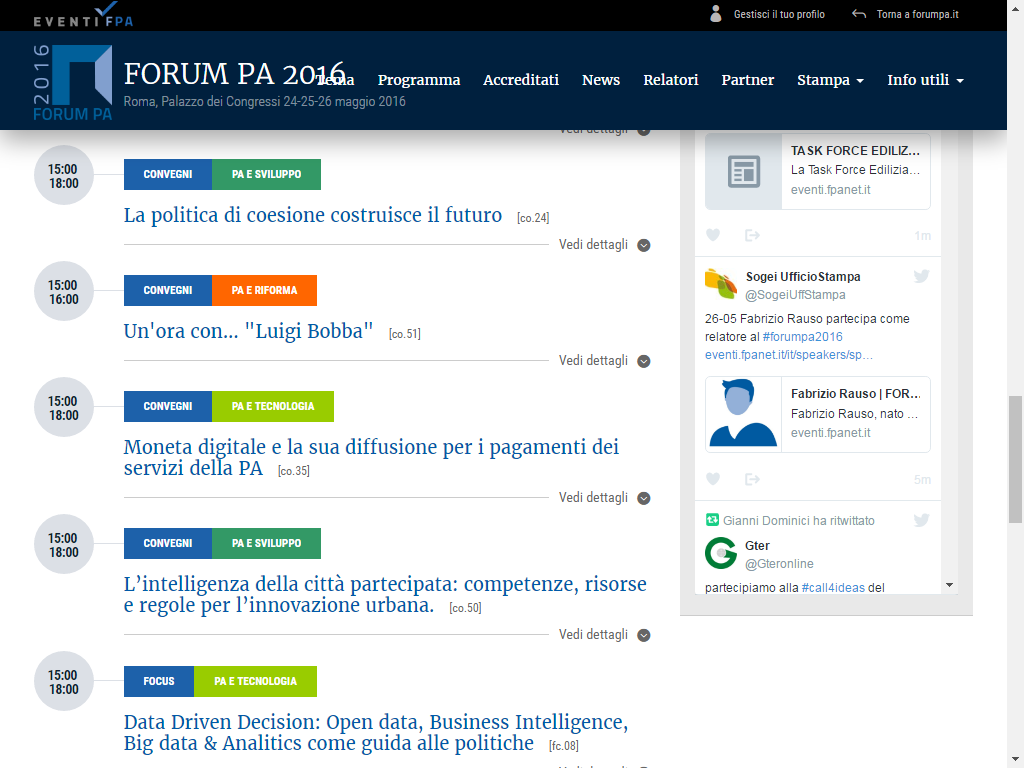 EVENTI FPA
Gestisci il tuo profilo
Torna a forumpa.it
2016
FORUM PA
FORUM PA 2016
Roma, Palazzo dei Congressi 24-25-26 maggio 2016
Tema
Programma
Accreditati
News
Relatori
Partner
Stampa
Info utili
Vedi dettagli
15:00
18:00
CONVEGNI
PA E SVILUPPO
La politica di coesione costruisce il futuro [co.24]
Vedi dettagli
15:00
16:00
CONVEGNI
PA E RIFORMA
Un'ora con... "Luigi Bobba" [co.51]
Vedi dettagli
15:00
18:00
CONVEGNI
PA E TECNOLOGIA
Moneta digitale e la sua diffusione per i pagamenti dei
servizi della PA [co.35]
Vedi dettagli
15:00
18:00
CONVEGNI
PA E SVILUPPO
L’intelligenza della città partecipata: competenze, risorse
e regole per l’innovazione urbana. [co.50]
Vedi dettagli
15:00
18:00
FOCUS
PA E TECNOLOGIA
Data Driven Decision: Open data, Business Intelligence,
Big data & Analitics come guida alle politiche [fc.08]
Vedi dettagli
TASK FORCE EDILIZ…
La Task Force Edilizia…
eventi.fpanet.it
1m
Sogei UfficioStampa
@SogeiUffStampa
26-05 Fabrizio Rauso partecipa come
relatore al #forumpa2016
eventi.fpanet.it/it/speakers/sp…
Fabrizio Rauso | FOR…
Fabrizio Rauso, nato …
eventi.fpanet.it
5m
Gianni Dominici ha ritwittato
Gter
@Gteronline
partecipiamo alla #call4ideas del